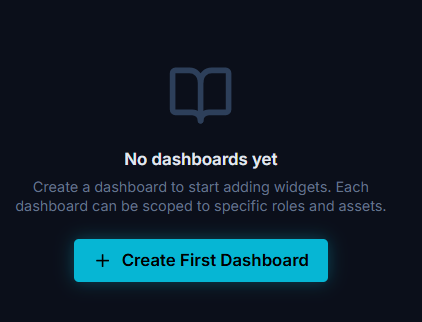 No dashboards yet
Create a dashboard to start adding widgets. Each
dashboard can be scoped to specific roles and assets.
+ Create First Dashboard